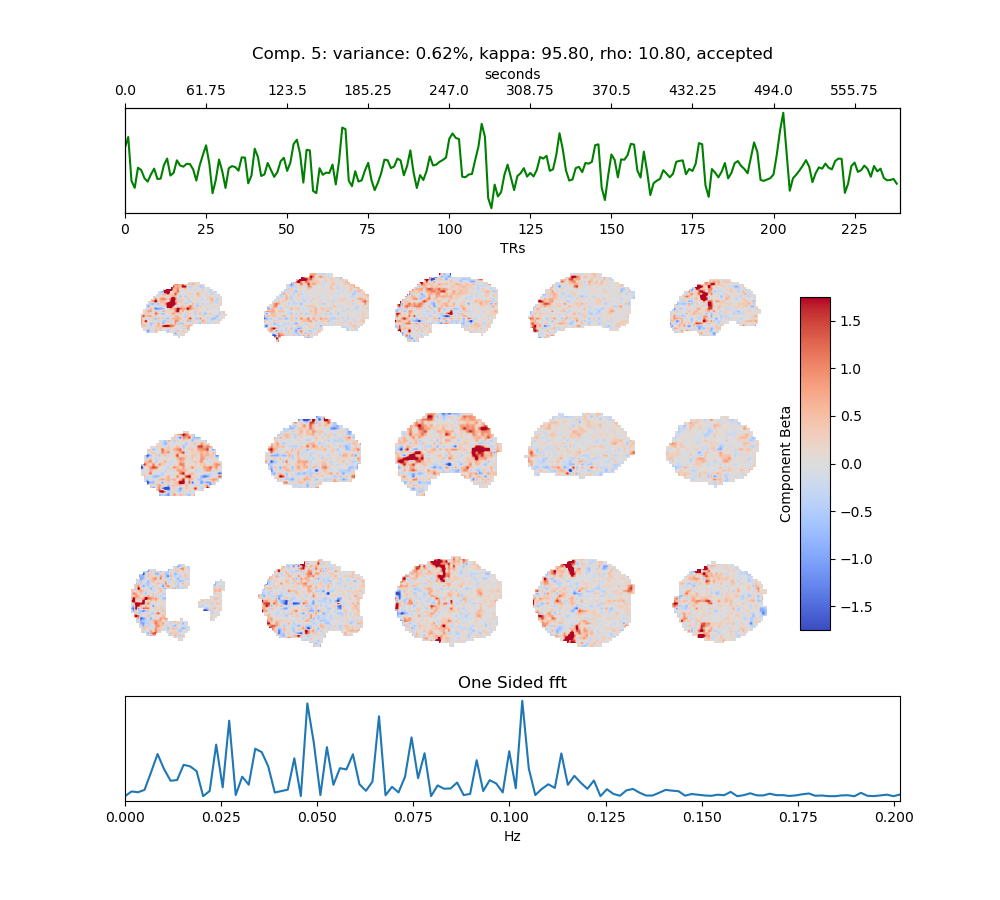 Comp. 5: variance: 0.62%, kappa: 95.80, rho: 10.80, accepted
seconds
0.0 61.75 123.5 185.25 247.0 308.75 370.5 432.25 494.0 555.75
0 25 50 75 100 125 150 175 200 225
TRs
1.5
1.0
0.5
0.0
−0.5
−1.0
−1.5
Component Beta
One Sided fft
0.000 0.025 0.050 0.075 0.100 0.125 0.150 0.175 0.200
Hz